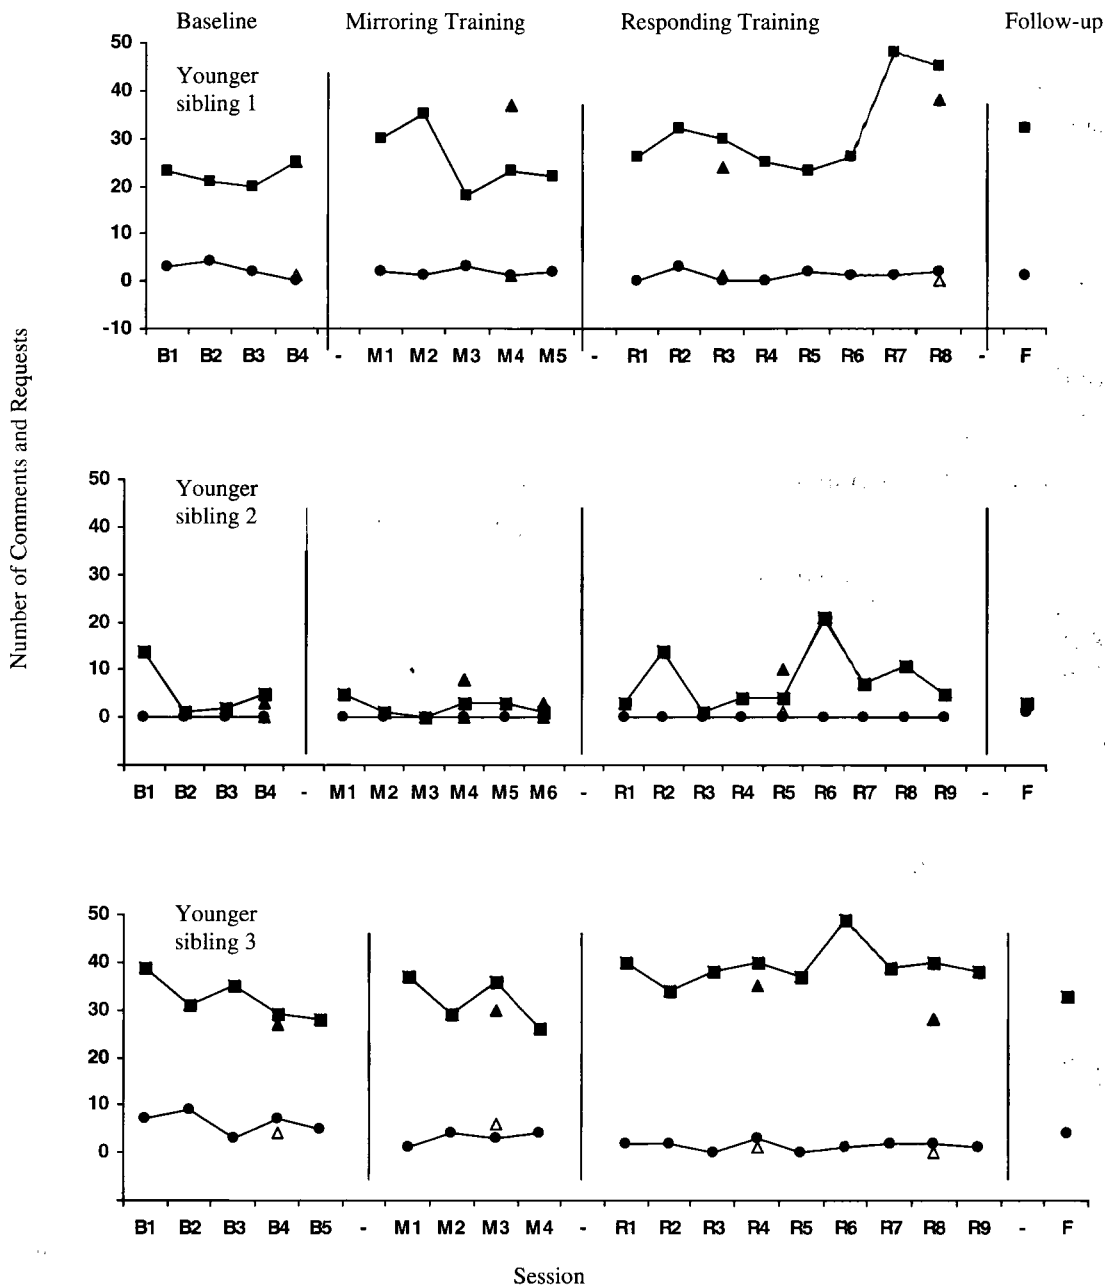 Baseline Mirroring Training Responding Training Follow-up
50
Younger
sibling 1
40
30
20
10
0
-10
B1 B2 B3 B4 - M1 M2 M3 M4 M5 - R1 R2 R3 R4 R5 R6 R7 R8 - F
Number of Comments and Requests
50
Younger
sibling 2
40
30
20
10
0
B1 B2 B3 B4 - M1 M2 M3 M4 M5 M6 - R1 R2 R3 R4 R5 R6 R7 R8 R9 - F
50
Younger
sibling 3
40
30
20
10
0
B1 B2 B3 B4 B5 - M1 M2 M3 M4 - R1 R2 R3 R4 R5 R6 R7 R8 R9 - F
Session